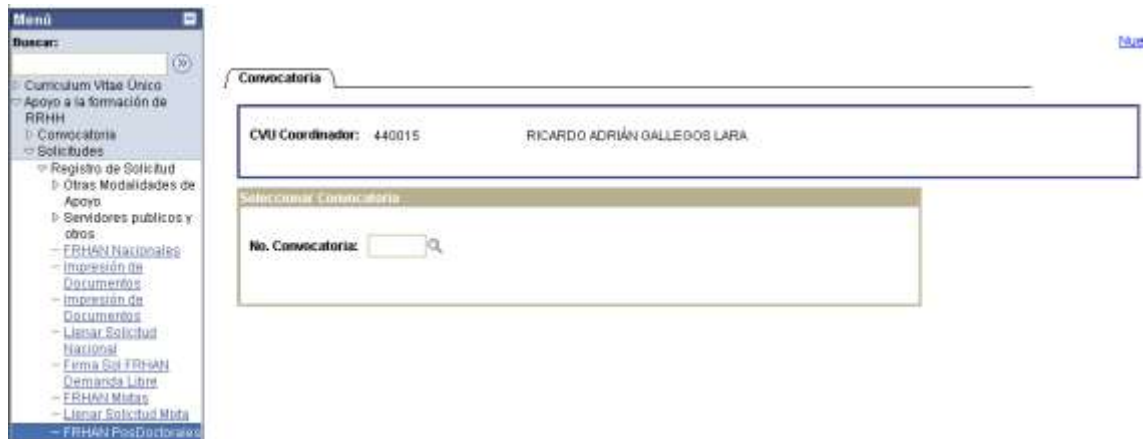 Menú
Buscar:
Curriculum Vitae Único
Apoyo a la formación de
RRHH
Convocatoria
Solicitudes
Registro de Solicitud
Otras Modalidades de
Apoyo
Servidores publicos y
otros
FRHAN Nacionales
Impresión de
Documentos
Impresión de
Documentos
Llenar Solicitud
Nacional
Firma Sol FRHAN
Demanda Libre
FRHAN Mixtas
Llenar Solicitud Mixta
FRHAN PosDoctorales
Nue
Convocatoria
CVU Coordinador: 440015 RICARDO ADRIÁN GALLEGOS LARA
Seleccionar Convocatoria
No. Convocatoria: